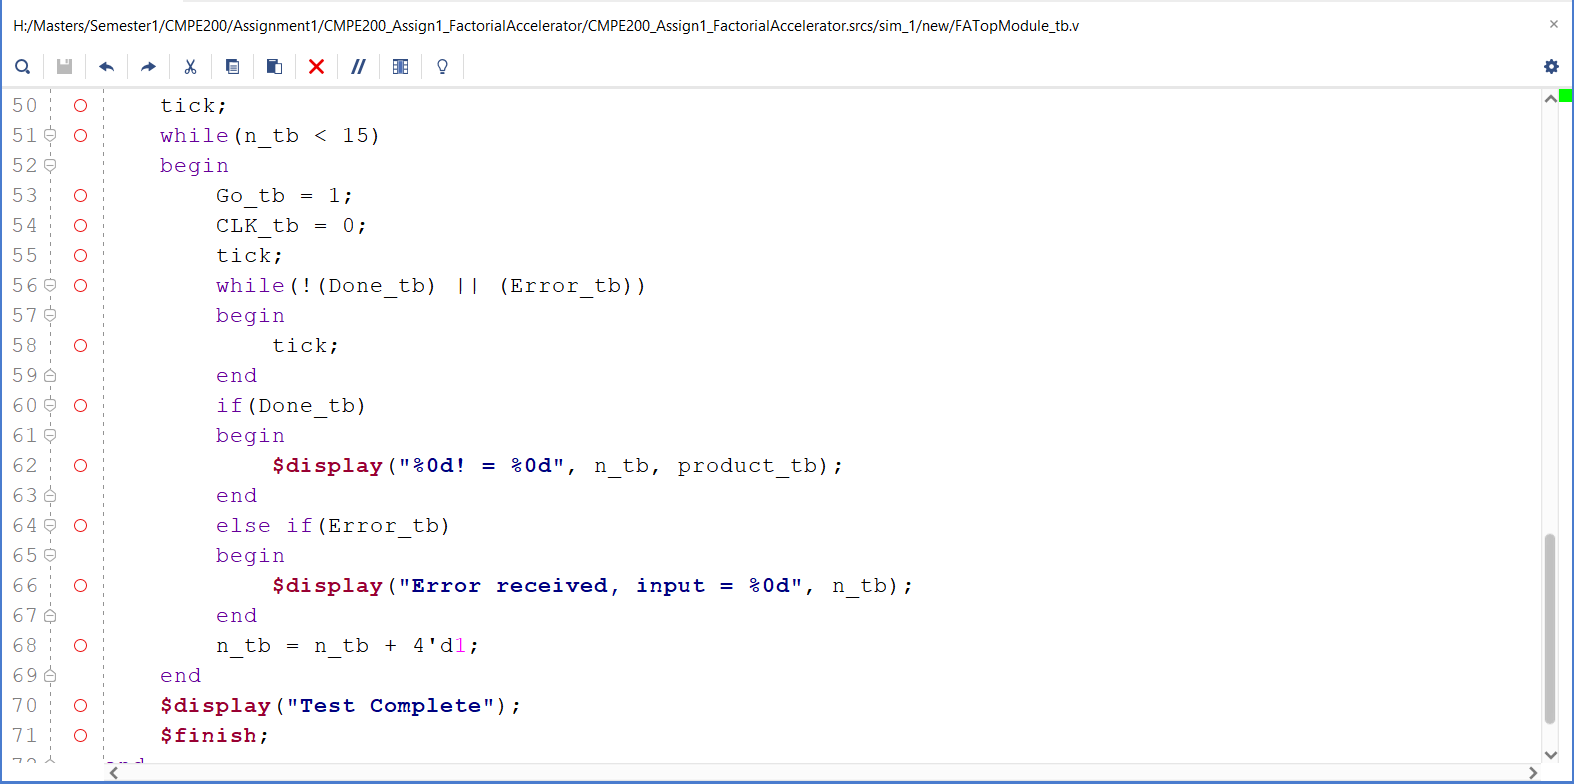 H:/Masters/Semester1/CMPE200/Assignment1/CMPE200_Assign1_FactorialAccelerator/CMPE200_Assign1_FactorialAccelerator.srcs/sim_1/new/FATopModule_tb.v
50 tick;
51 while(n_tb < 15)
52 begin
53 Go_tb = 1;
54 CLK_tb = 0;
55 tick;
56 while(!(Done_tb) || (Error_tb))
57 begin
58 tick;
59 end
60 if(Done_tb)
61 begin
62 $display("%0d! = %0d", n_tb, product_tb);
63 end
64 else if(Error_tb)
65 begin
66 $display("Error received, input = %0d", n_tb);
67 end
68 n_tb = n_tb + 4'd1;
69 end
70 $display("Test Complete");
71 $finish;